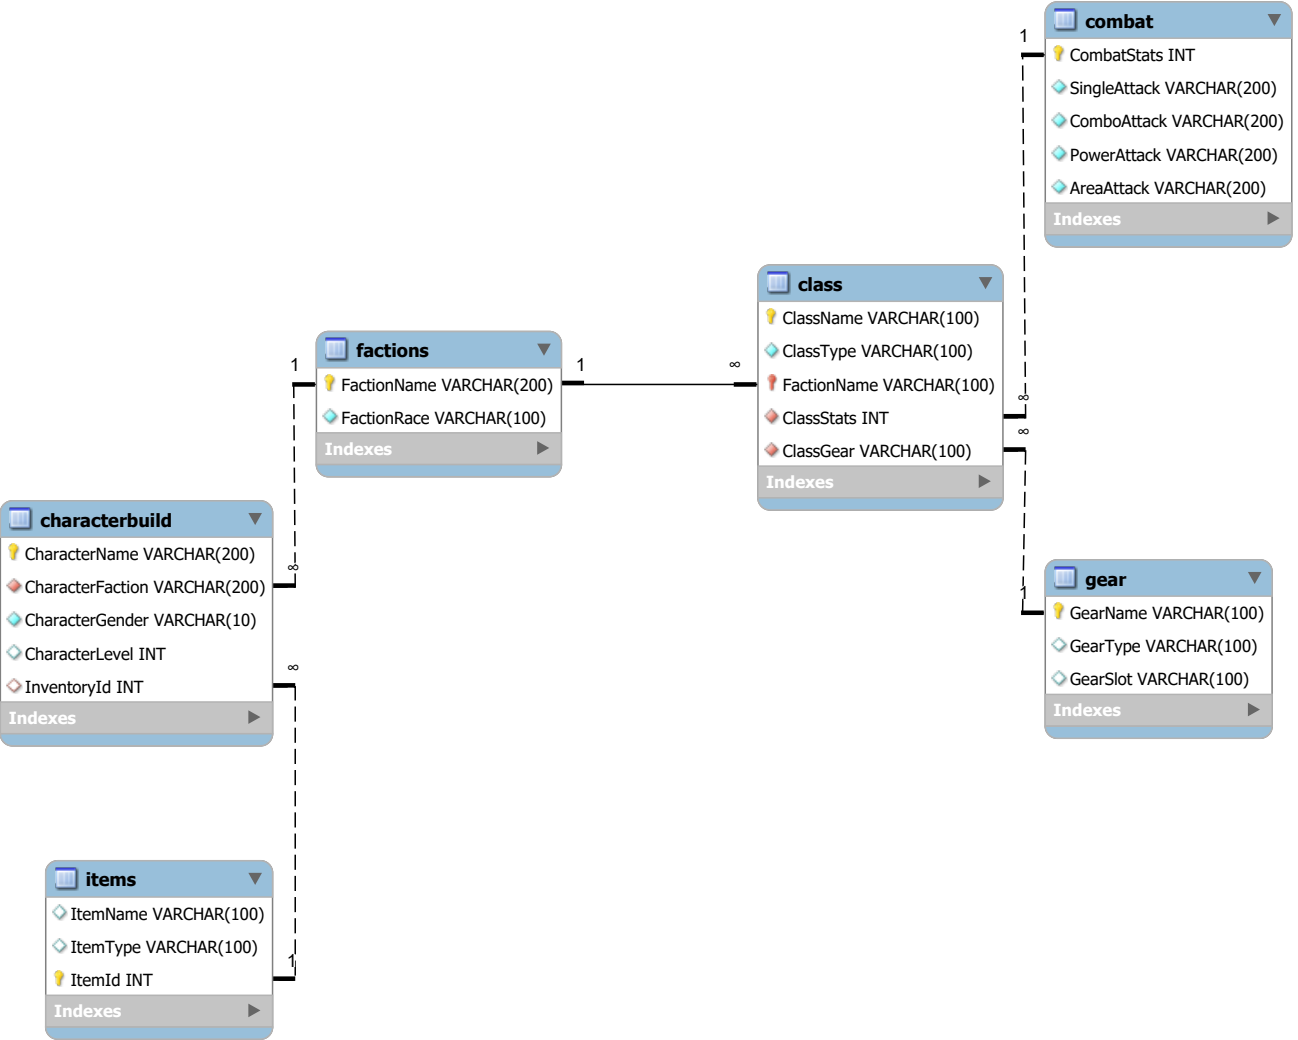 combat
CombatStats INT
SingleAttack VARCHAR(200)
ComboAttack VARCHAR(200)
PowerAttack VARCHAR(200)
AreaAttack VARCHAR(200)
Indexes
1
∞
class
ClassName VARCHAR(100)
ClassType VARCHAR(100)
FactionName VARCHAR(100)
ClassStats INT
ClassGear VARCHAR(100)
Indexes
∞
1
∞
1
factions
FactionName VARCHAR(200)
FactionRace VARCHAR(100)
Indexes
1
∞
characterbuild
CharacterName VARCHAR(200)
CharacterFaction VARCHAR(200)
CharacterGender VARCHAR(10)
CharacterLevel INT
InventoryId INT
Indexes
∞
1
gear
GearName VARCHAR(100)
GearType VARCHAR(100)
GearSlot VARCHAR(100)
Indexes
items
ItemName VARCHAR(100)
ItemType VARCHAR(100)
ItemId INT
Indexes
1